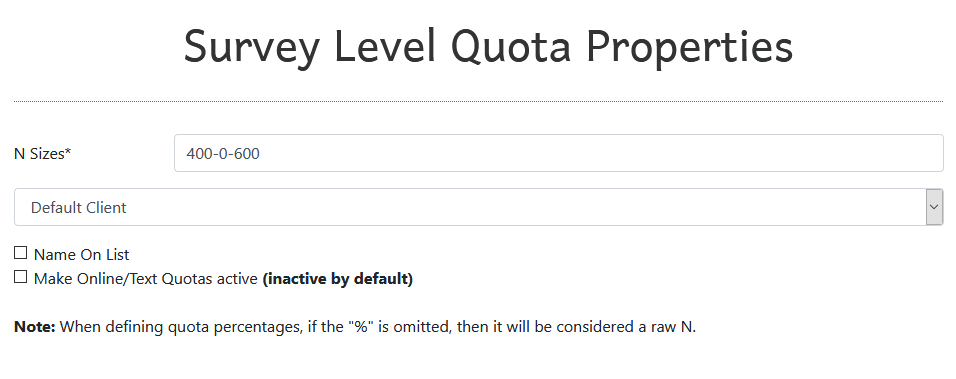 Survey Level Quota Properties
N Sizes* 400-0-600
Default Client
Name On List
Make Online/Text Quotas active (inactive by default)
Note: When defining quota percentages, if the "%" is omitted, then it will be considered a raw N.